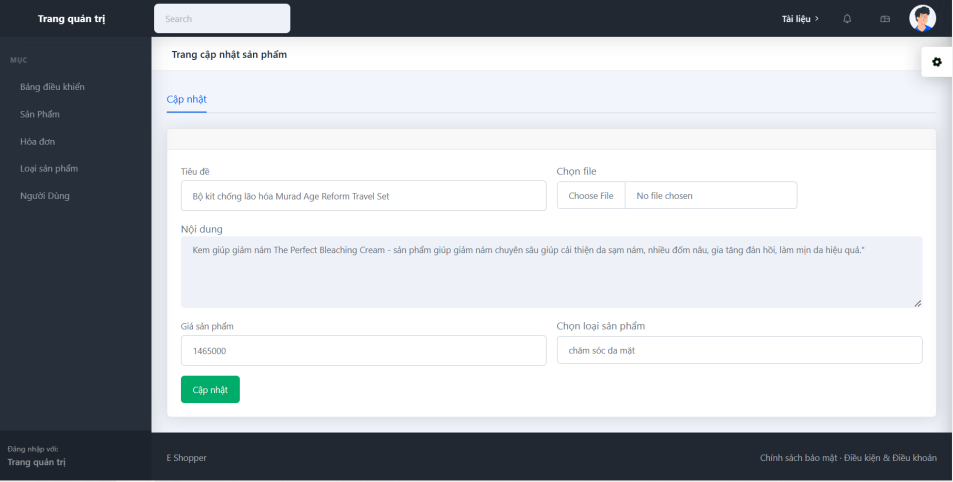 Trang quản trị
Search
Tài liệu >
Trang cập nhật sản phẩm
MỤC
Bảng điều khiển
Sản Phẩm
Hóa đơn
Loại sản phẩm
Người Dùng
Cập nhật
Tiêu đề
Chọn file
Bộ kit chống lão hóa Murad Age Reform Travel Set
Choose File No file chosen
Nội dung
Kem giúp giảm nám The Perfect Bleaching Cream - sản phẩm giúp giảm nám chuyên sâu giúp cải thiện da sạm nám, nhiều đốm nâu, gia tăng đàn hồi, làm mịn da hiệu quả."
Giá sản phẩm
Chọn loại sản phẩm
1465000
chăm sóc da mặt
Cập nhật
Đăng nhập với:
Trang quản trị
E Shopper
Chính sách bảo mật · Điều kiện & Điều khoản